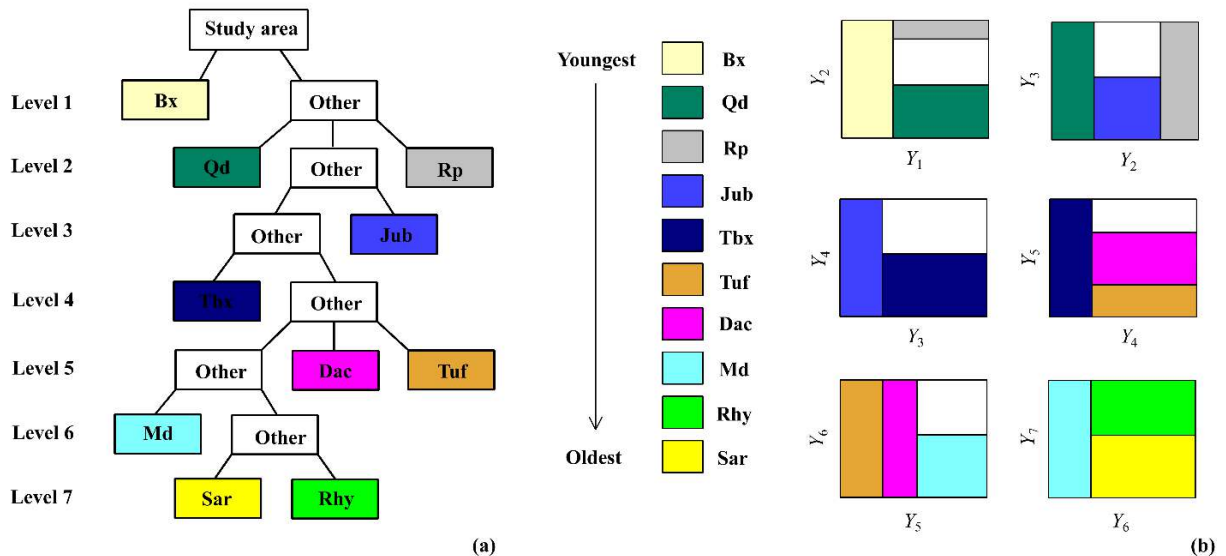 Study area
Level 1
Bx
Other
Level 2
Qd
Other
Rp
Level 3
Other
Jub
Level 4
Tbx
Other
Level 5
Other
Dac
Tuf
Level 6
Md
Other
Level 7
Sar
Rhy
(a)
Youngest
Oldest
Bx
Qd
Rp
Jub
Tbx
Tuf
Dac
Md
Rhy
Sar
Y2
Y1
Y3
Y2
Y4
Y3
Y5
Y4
Y6
Y5
Y7
Y6
(b)